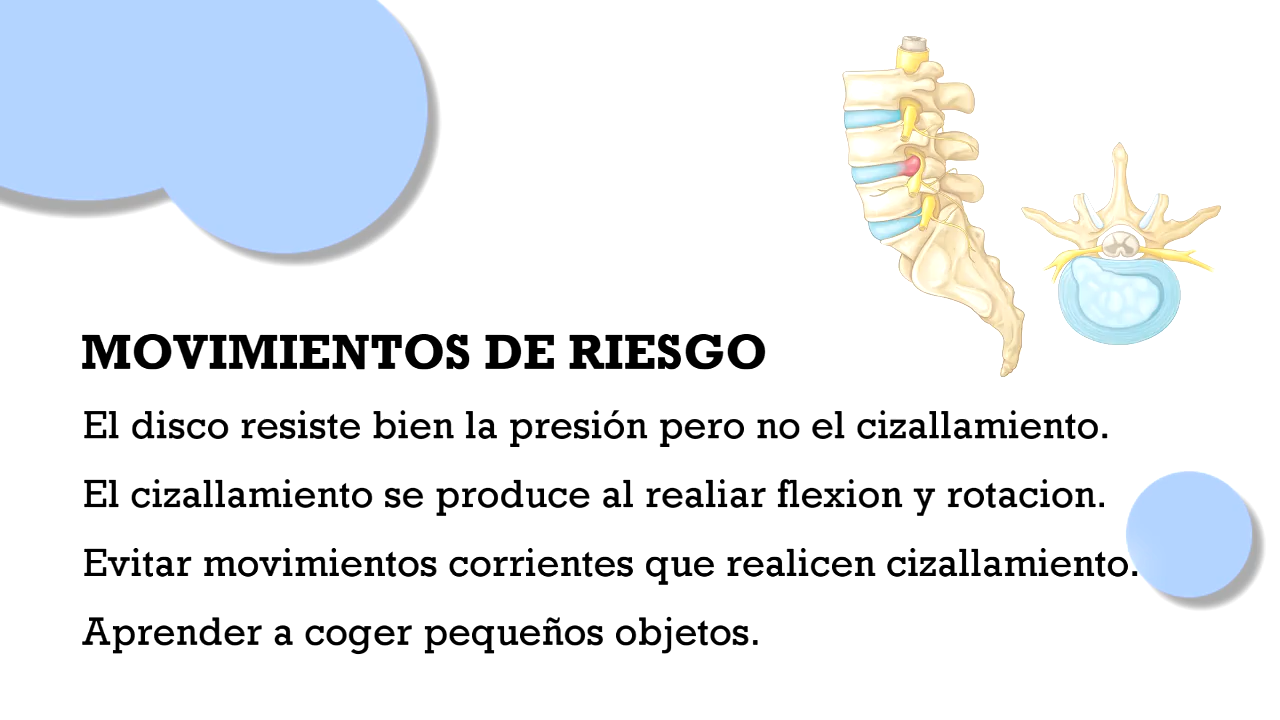 MOVIMIENTOS DE RIESGO
El disco resiste bien la presión pero no el cizallamiento.
El cizallamiento se produce al realiar flexion y rotacion.
Evitar movimientos corrientes que realicen cizallamiento.
Aprender a coger pequeños objetos.